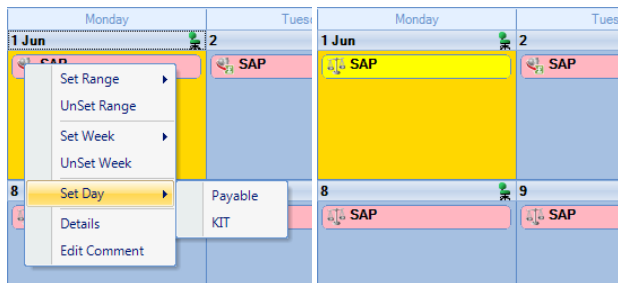 Monday Tues
1 Jun 2
SAP SAP
Set Range
UnSet Range
Set Week
UnSet Week
8 Set Day Payable
Details KIT
Edit Comment
Monday Tues
1 Jun 2
SAP SAP
8 9
SAP SAP